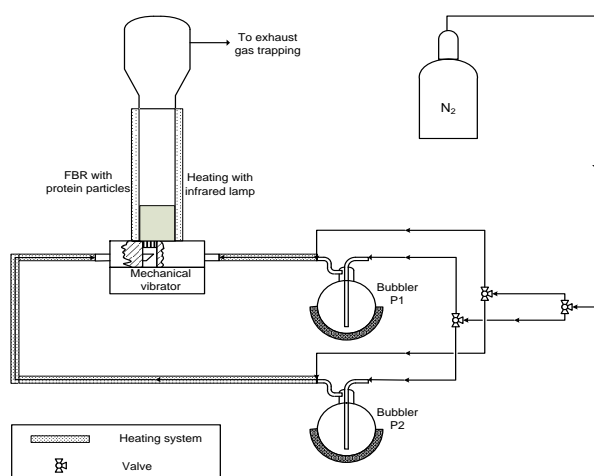 To exhaust
gas trapping
N2
FBR with
protein particles
Heating with
infrared lamp
Mechanical
vibrator
Bubbler
P1
Bubbler
P2
Heating system
Valve